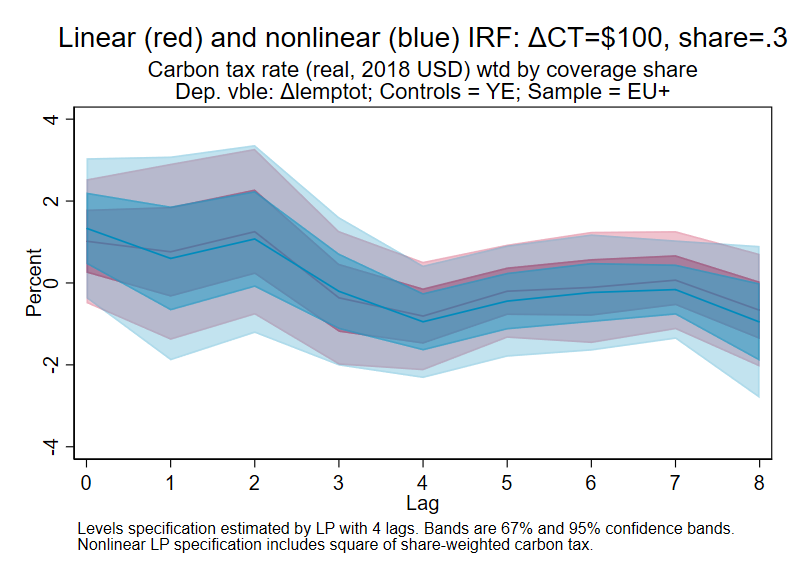 Linear (red) and nonlinear (blue) IRF: ΔCT=$100, share=.3
Carbon tax rate (real, 2018 USD) wtd by coverage share
Dep. vble: Δlemptot; Controls = YE; Sample = EU+
4
2
0
-2
-4
Percent
0 1 2 3 4 5 6 7 8
Lag
Levels specification estimated by LP with 4 lags. Bands are 67% and 95% confidence bands.
Nonlinear LP specification includes square of share-weighted carbon tax.